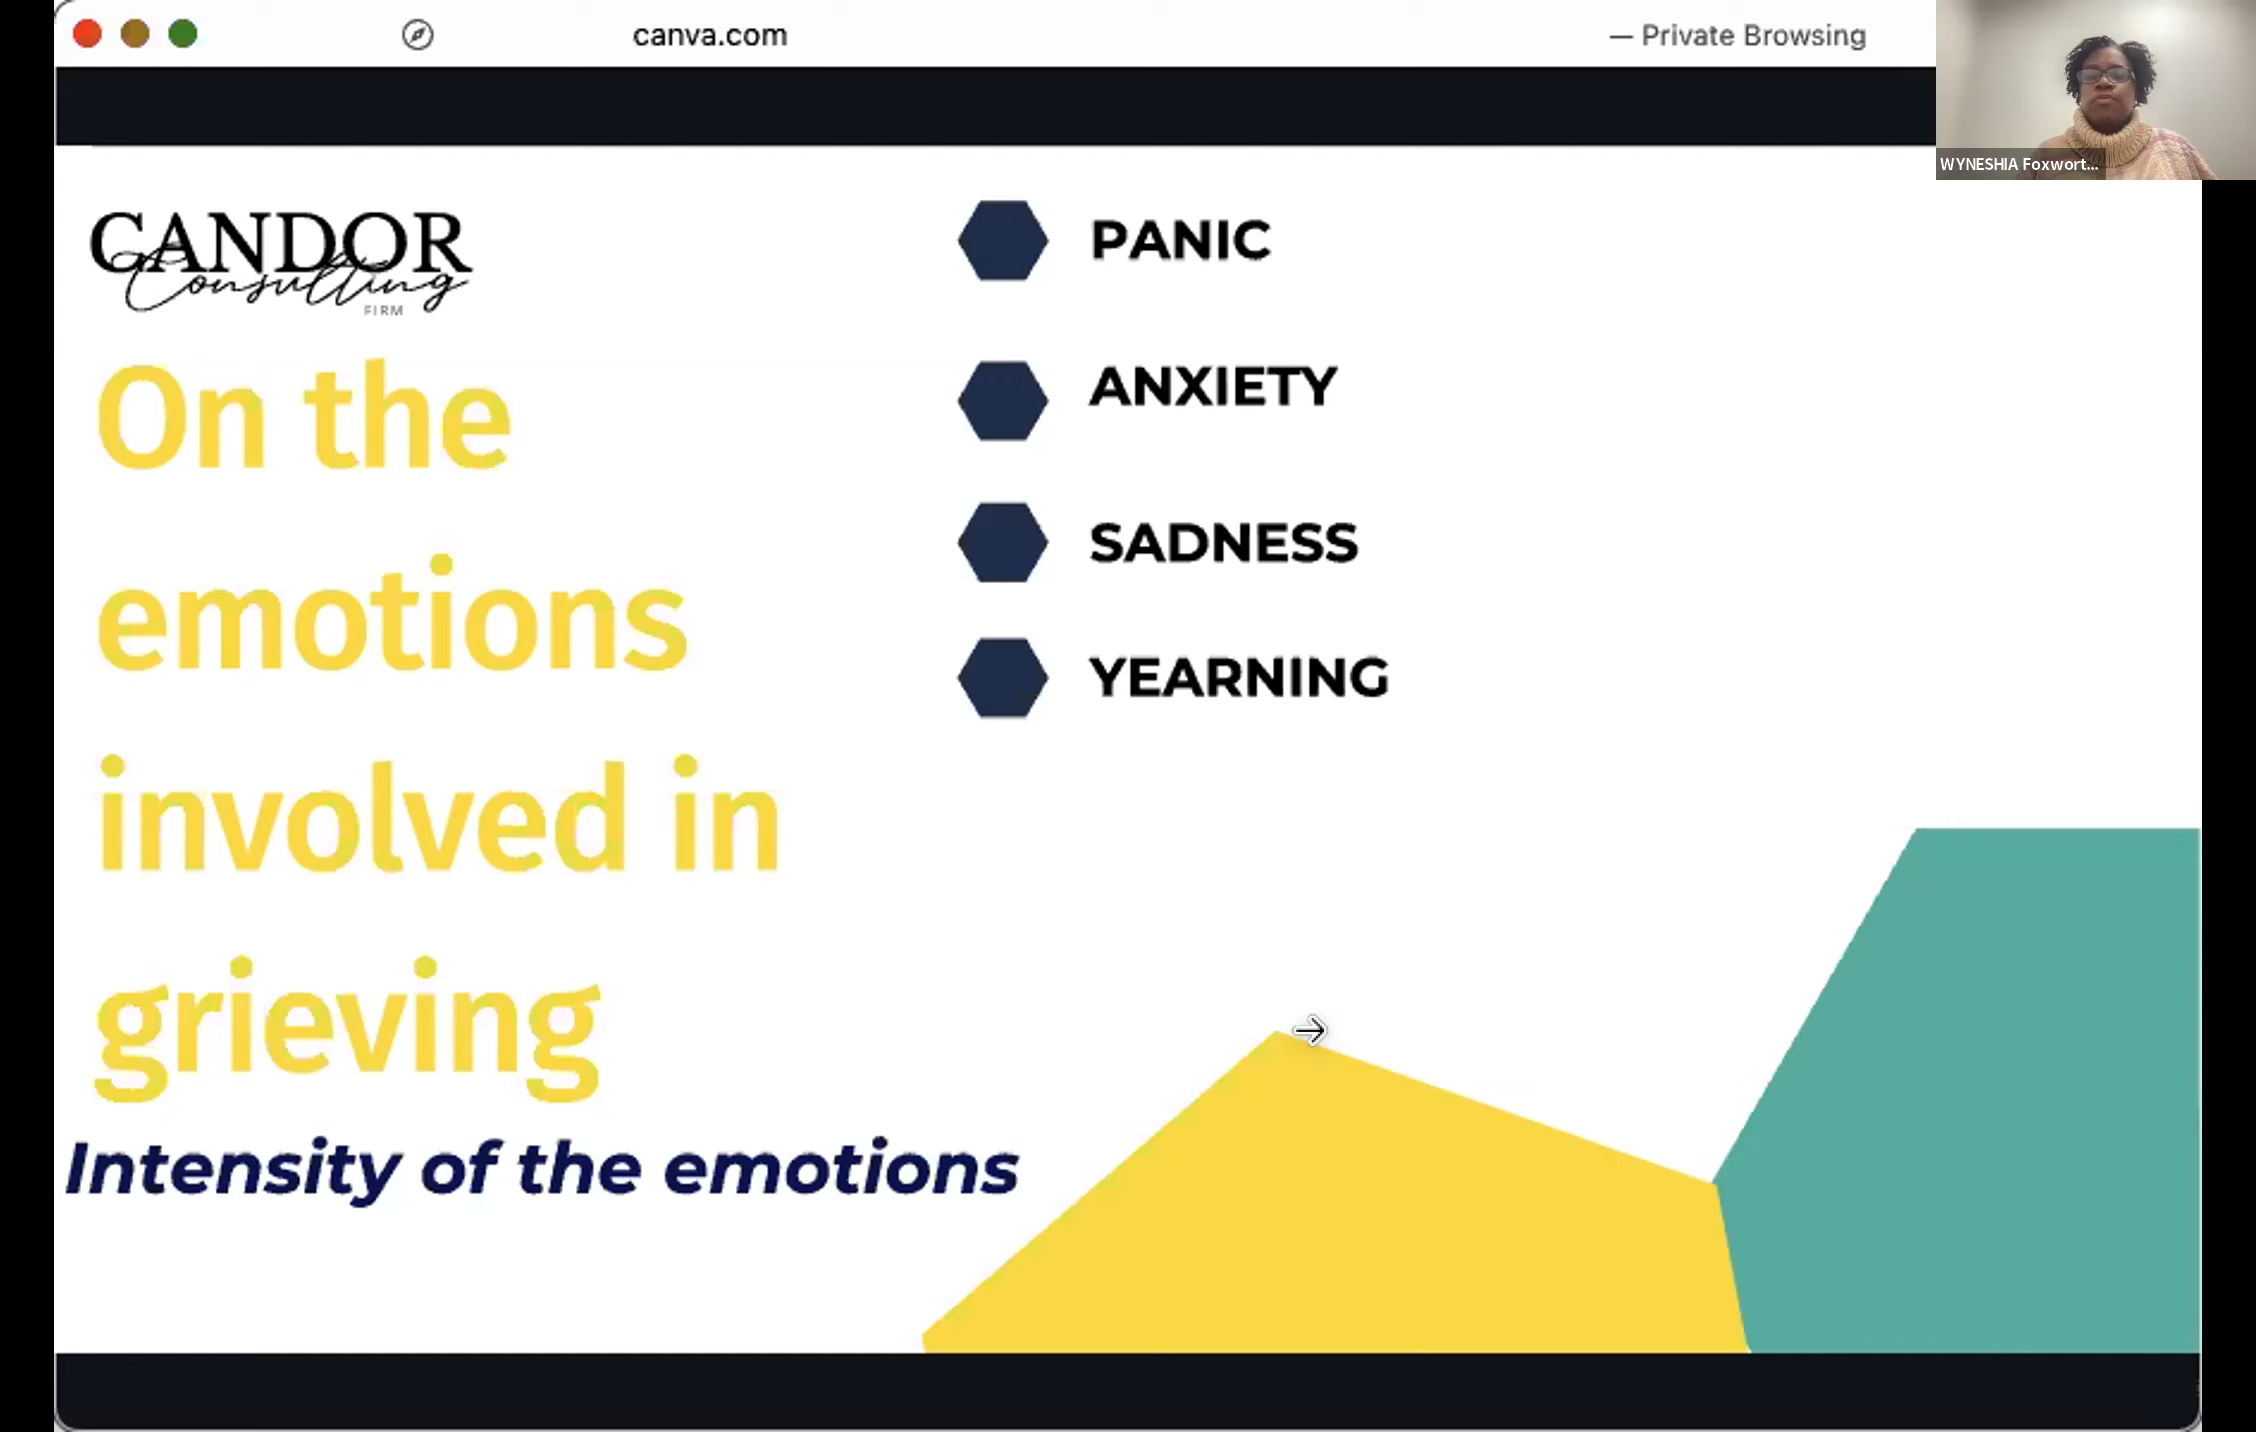 canva.com
— Private Browsing
WYNESHIA Foxwort...
CANDOR
Consulting
FIRM
On the
emotions
involved in
grieving
Intensity of the emotions
PANIC
ANXIETY
SADNESS
YEARNING